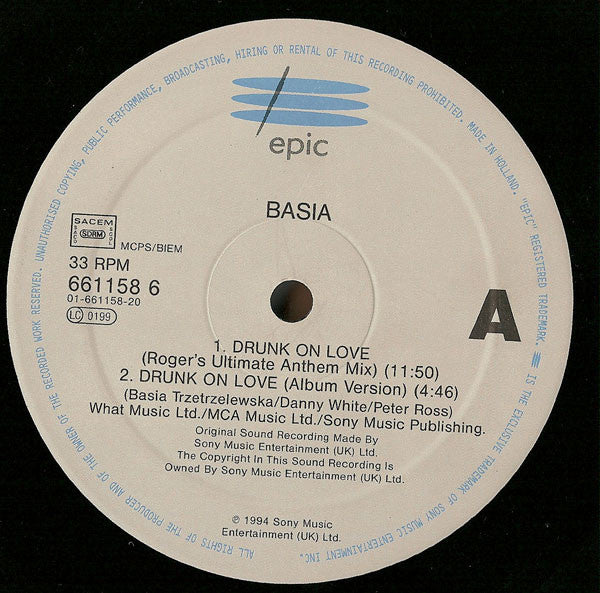 ALL RIGHTS OF THE PRODUCER AND OF THE OWNER OF THE RECORDED WORK RESERVED. UNAUTHORISED COPYING, PUBLIC PERFORMANCE, BROADCASTING, HIRING OR RENTAL OF THIS RECORDING PROHIBITED. MADE IN HOLLAND. "EPIC" REGISTERED TRADEMARK. IS THE EXCLUSIVE TRADEMARK OF SONY MUSIC ENTERTAINMENT INC.
epic
BASIA
SACEM
SDRM
MCPS/BIEM
33 RPM
661158 6
01-661158-20
LC 0199
A
1. DRUNK ON LOVE
(Roger's Ultimate Anthem Mix) (11:50)
2. DRUNK ON LOVE (Album Version) (4:46)
(Basia Trzetrzelewska/Danny White/Peter Ross)
What Music Ltd./MCA Music Ltd./Sony Music Publishing.
Original Sound Recording Made By
Sony Music Entertainment (UK) Ltd.
The Copyright In This Sound Recording Is
Owned By Sony Music Entertainment (UK) Ltd.
℗ 1994 Sony Music
Entertainment (UK) Ltd.